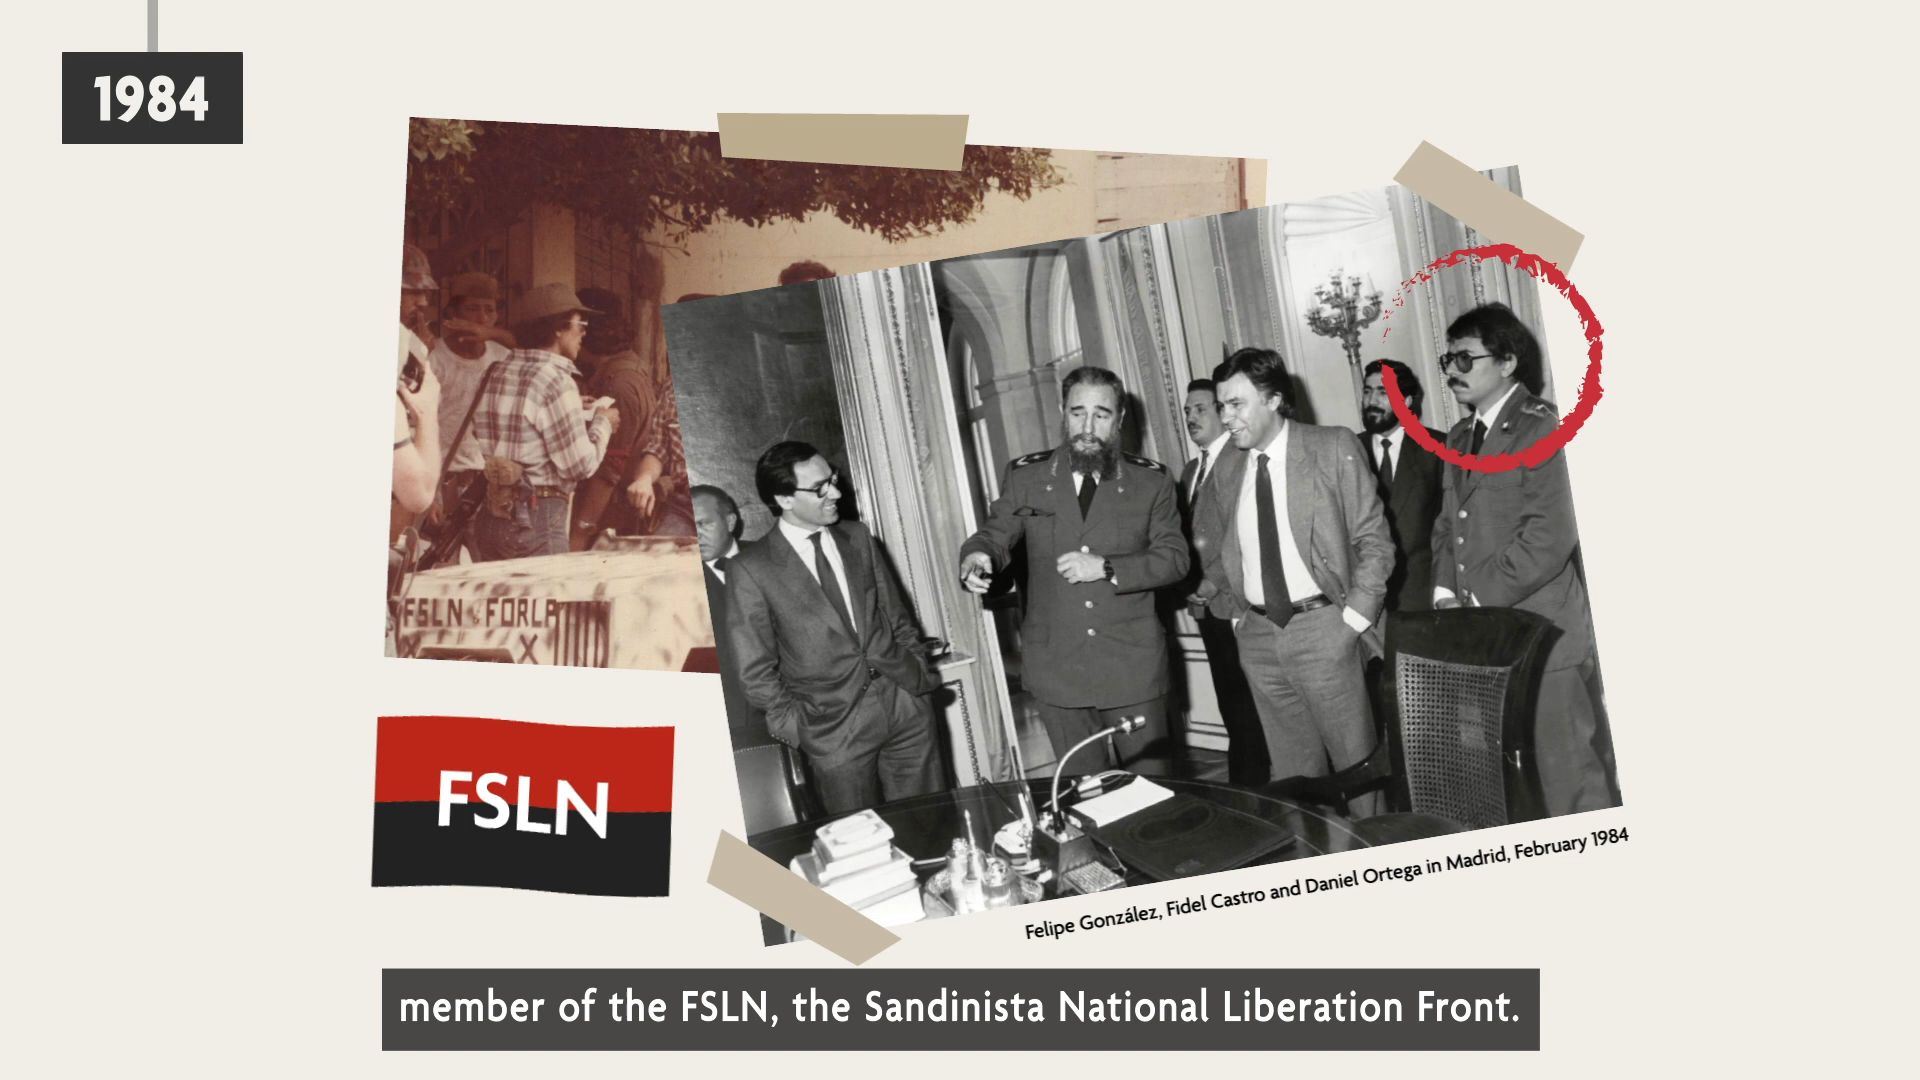 1984
FSLN FORLA
X
FSLN
Felipe González, Fidel Castro and Daniel Ortega in Madrid, February 1984
member of the FSLN, the Sandinista National Liberation Front.